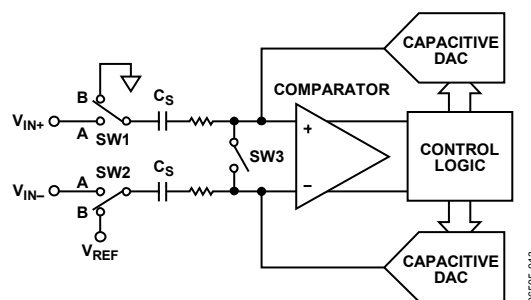 CAPACITIVE
DAC
COMPARATOR
B
CS
VIN+
A
SW1
+
SW3
CONTROL
LOGIC
VIN–
A
SW2
CS
–
B
VREF
CAPACITIVE
DAC